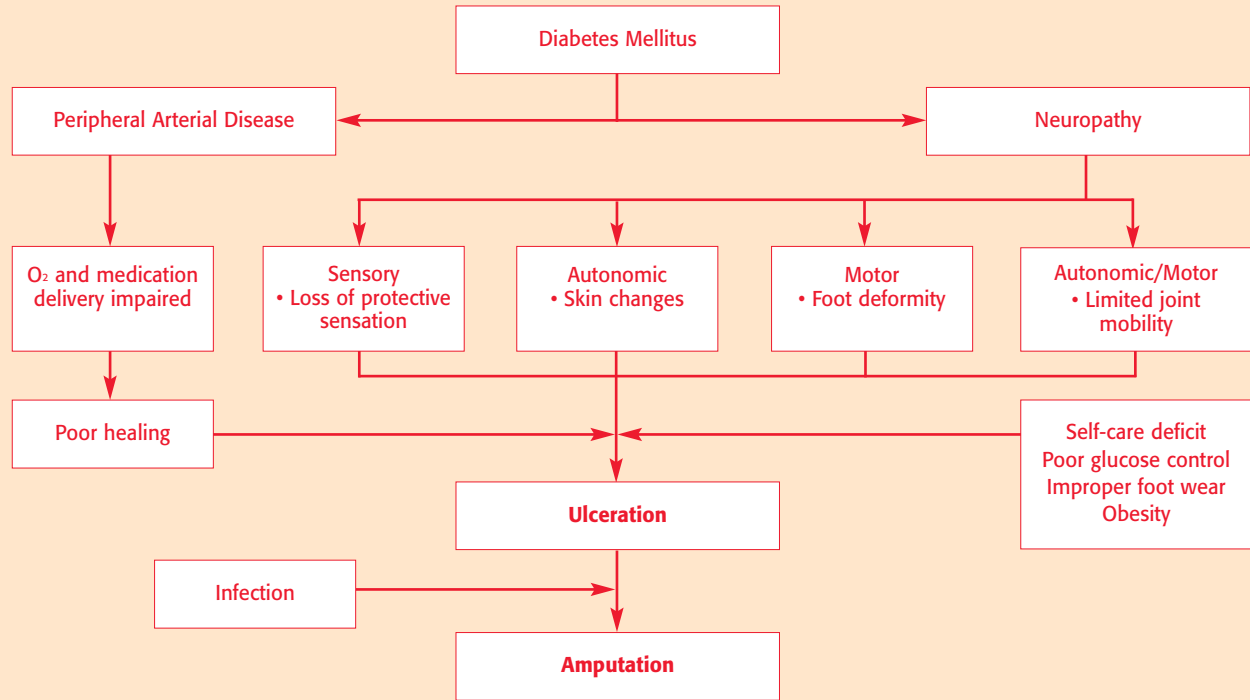 Diabetes Mellitus
Peripheral Arterial Disease
Neuropathy
O₂ and medication
delivery impaired
Sensory
• Loss of protective
sensation
Autonomic
• Skin changes
Motor
• Foot deformity
Autonomic/Motor
• Limited joint
mobility
Poor healing
Self-care deficit
Poor glucose control
Improper foot wear
Obesity
Ulceration
Infection
Amputation